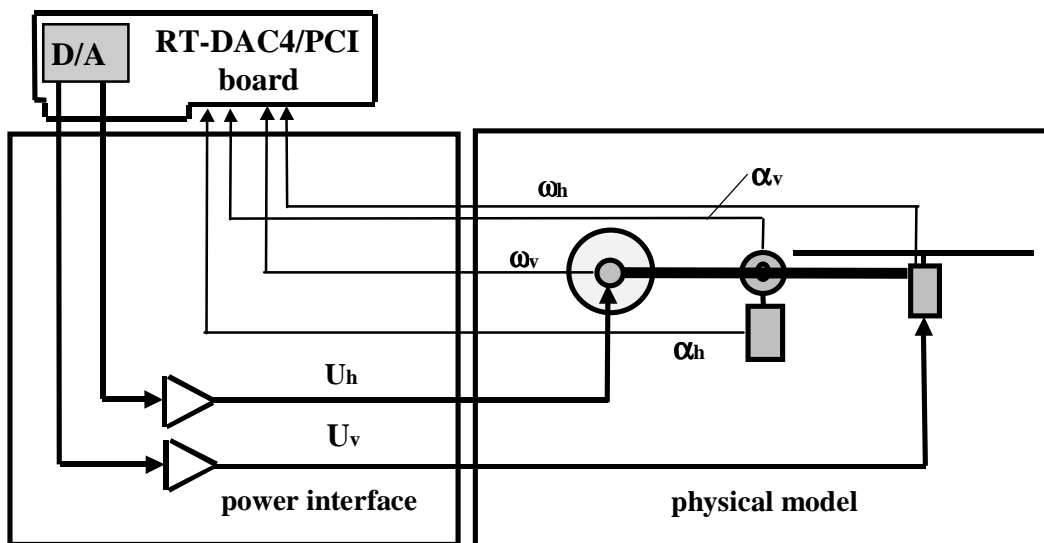 D/A
RT-DAC4/PCI
board
αv
ωh
ωv
αh
Uh
Uv
power interface
physical model